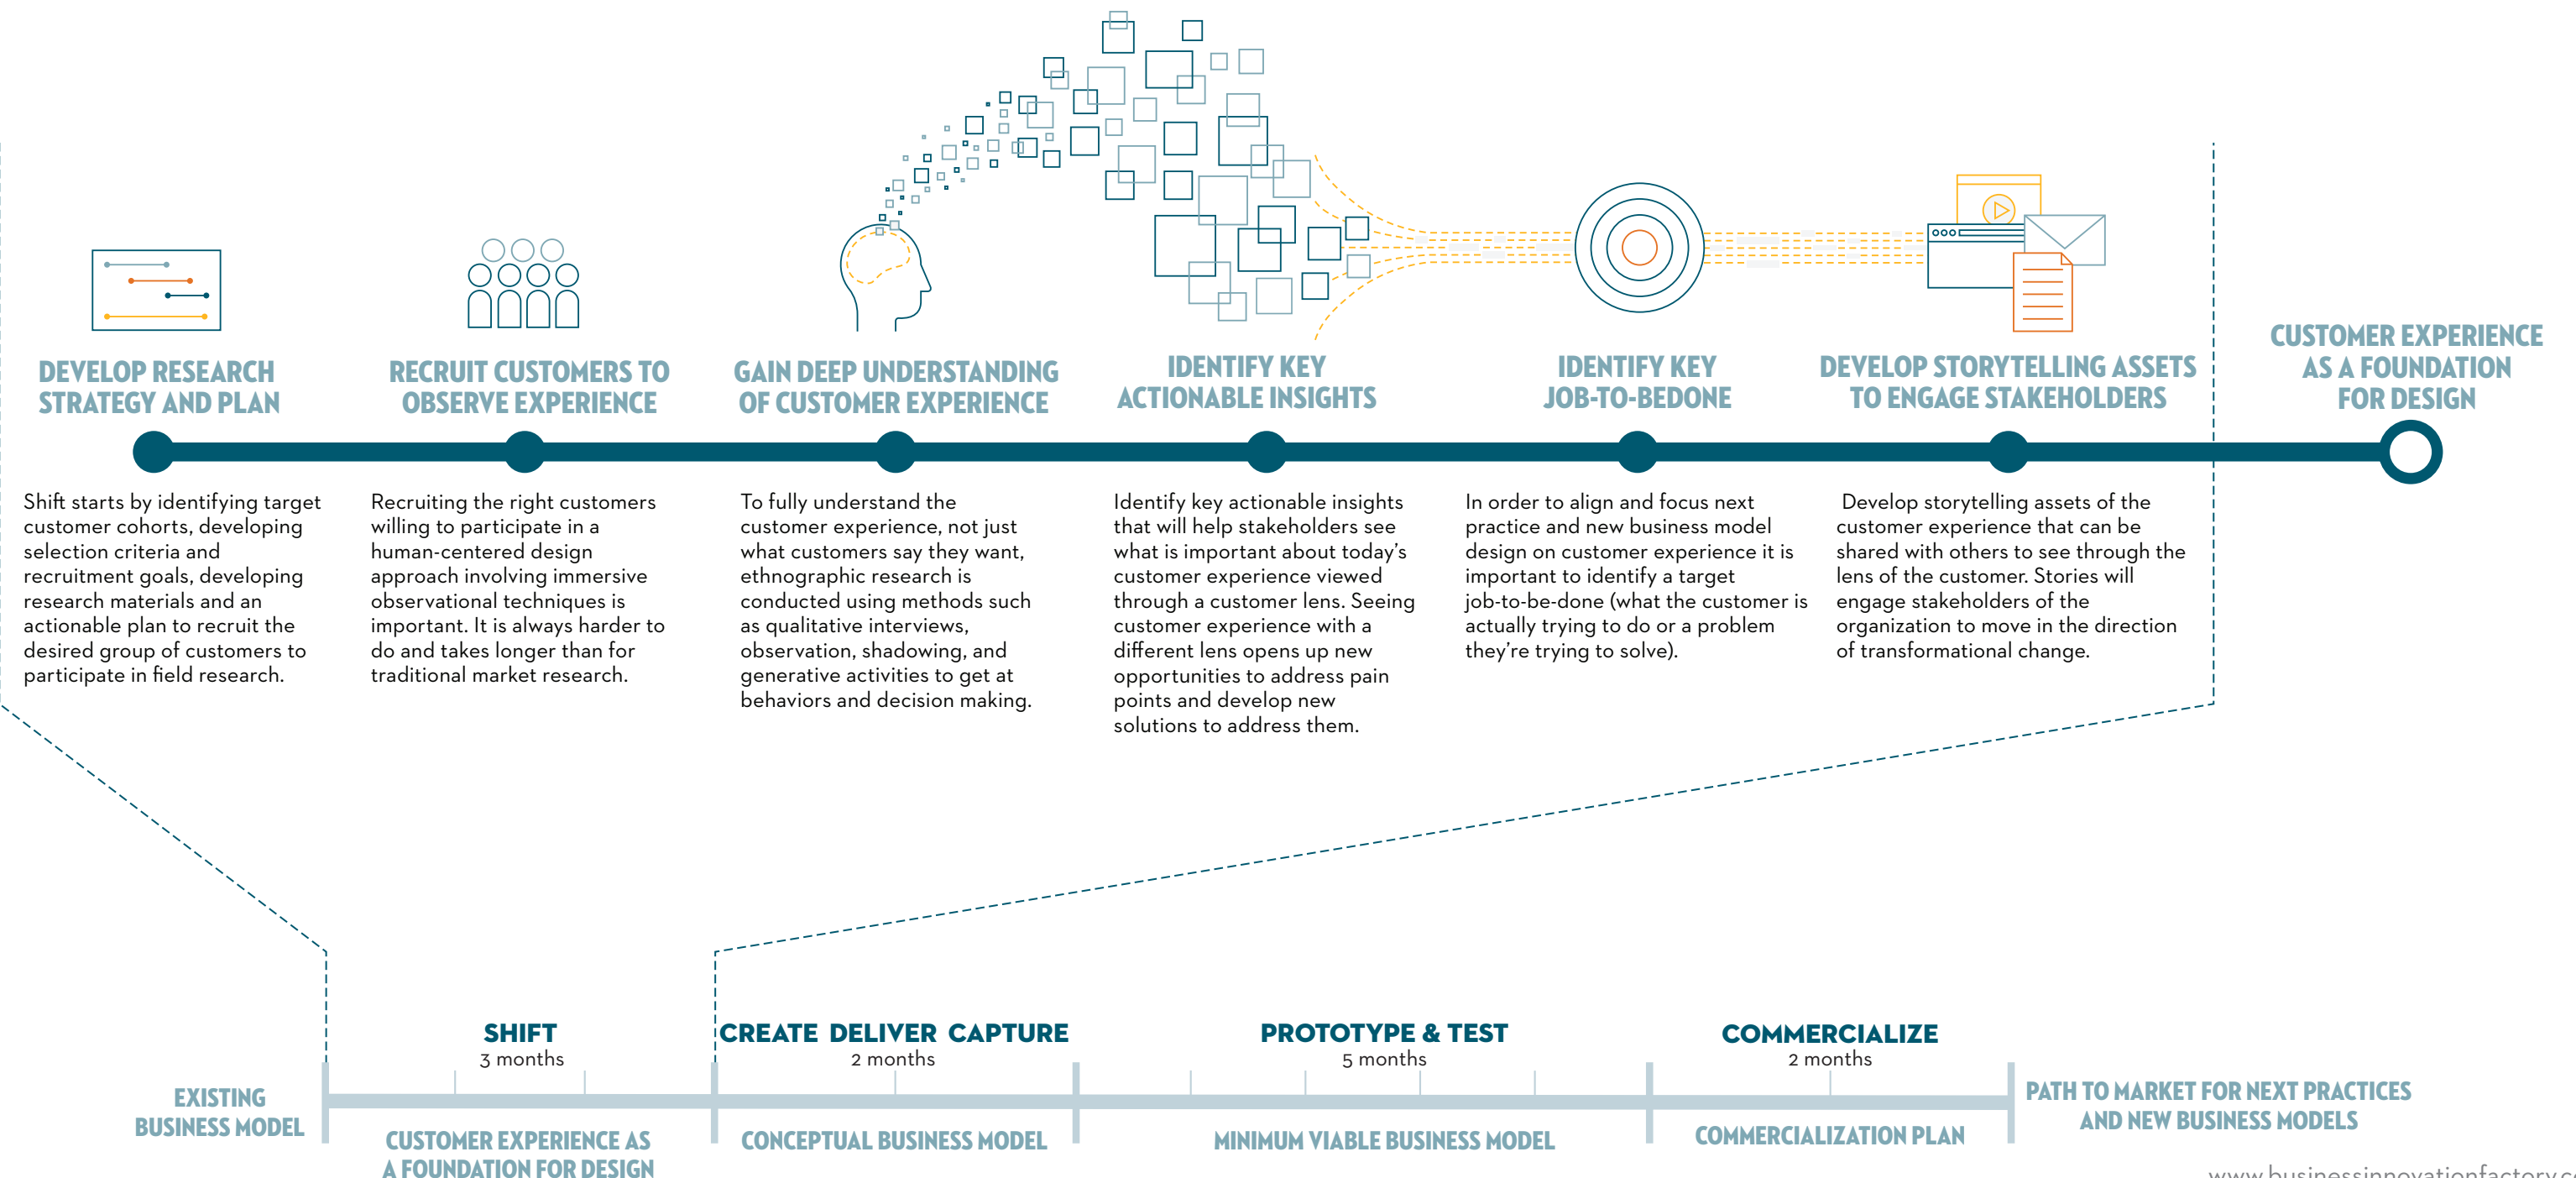 DEVELOP RESEARCH
STRATEGY AND PLAN
Shift starts by identifying target
customer cohorts, developing
selection criteria and
recruitment goals, developing
research materials and an
actionable plan to recruit the
desired group of customers to
participate in field research.
RECRUIT CUSTOMERS TO
OBSERVE EXPERIENCE
Recruiting the right customers
willing to participate in a
human-centered design
approach involving immersive
observational techniques is
important. It is always harder to
do and takes longer than for
traditional market research.
GAIN DEEP UNDERSTANDING
OF CUSTOMER EXPERIENCE
To fully understand the
customer experience, not just
what customers say they want,
ethnographic research is
conducted using methods such
as qualitative interviews,
observation, shadowing, and
generative activities to get at
behaviors and decision making.
IDENTIFY KEY
ACTIONABLE INSIGHTS
Identify key actionable insights
that will help stakeholders see
what is important about today's
customer experience viewed
through a customer lens. Seeing
customer experience with a
different lens opens up new
opportunities to address pain
points and develop new
solutions to address them.
IDENTIFY KEY
JOB-TO-BEDONE
In order to align and focus next
practice and new business model
design on customer experience it is
important to identify a target
job-to-be-done (what the customer is
actually trying to do or a problem
they're trying to solve).
DEVELOP STORYTELLING ASSETS
TO ENGAGE STAKEHOLDERS
Develop storytelling assets of the
customer experience that can be
shared with others to see through the
lens of the customer. Stories will
engage stakeholders of the
organization to move in the direction
of transformational change.
CUSTOMER EXPERIENCE
AS A FOUNDATION
FOR DESIGN
EXISTING
BUSINESS MODEL
SHIFT
3 months
CUSTOMER EXPERIENCE AS
A FOUNDATION FOR DESIGN
CREATE DELIVER CAPTURE
2 months
CONCEPTUAL BUSINESS MODEL
PROTOTYPE & TEST
5 months
MINIMUM VIABLE BUSINESS MODEL
COMMERCIALIZE
2 months
COMMERCIALIZATION PLAN
PATH TO MARKET FOR NEXT PRACTICES
AND NEW BUSINESS MODELS